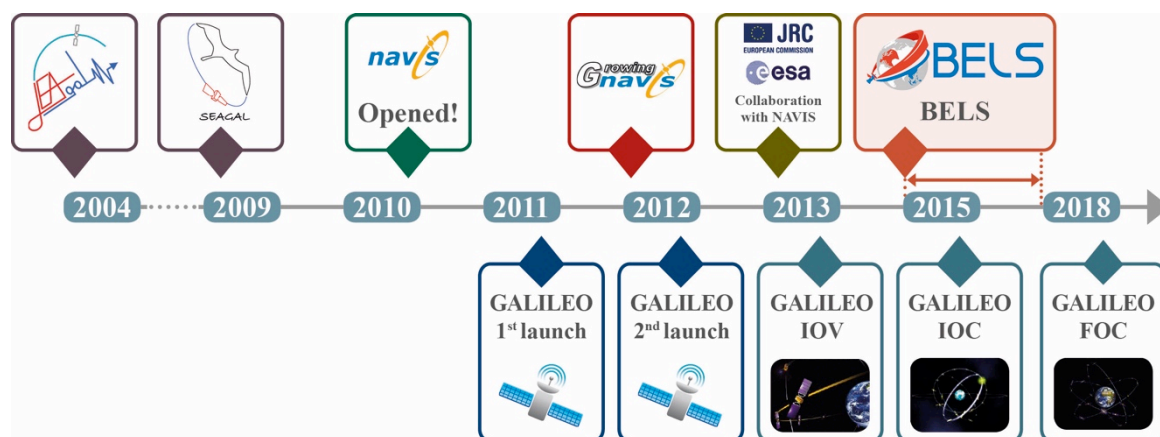 SEAGAL
navis
Opened!
Growing
navis
JRC
EUROPEAN COMMISSION
esa
Collaboration
with NAVIS
BELS
BELS
2004
2009
2010
2011
2012
2013
2015
2018
GALILEO
1st launch
GALILEO
2nd launch
GALILEO
IOV
GALILEO
IOC
GALILEO
FOC